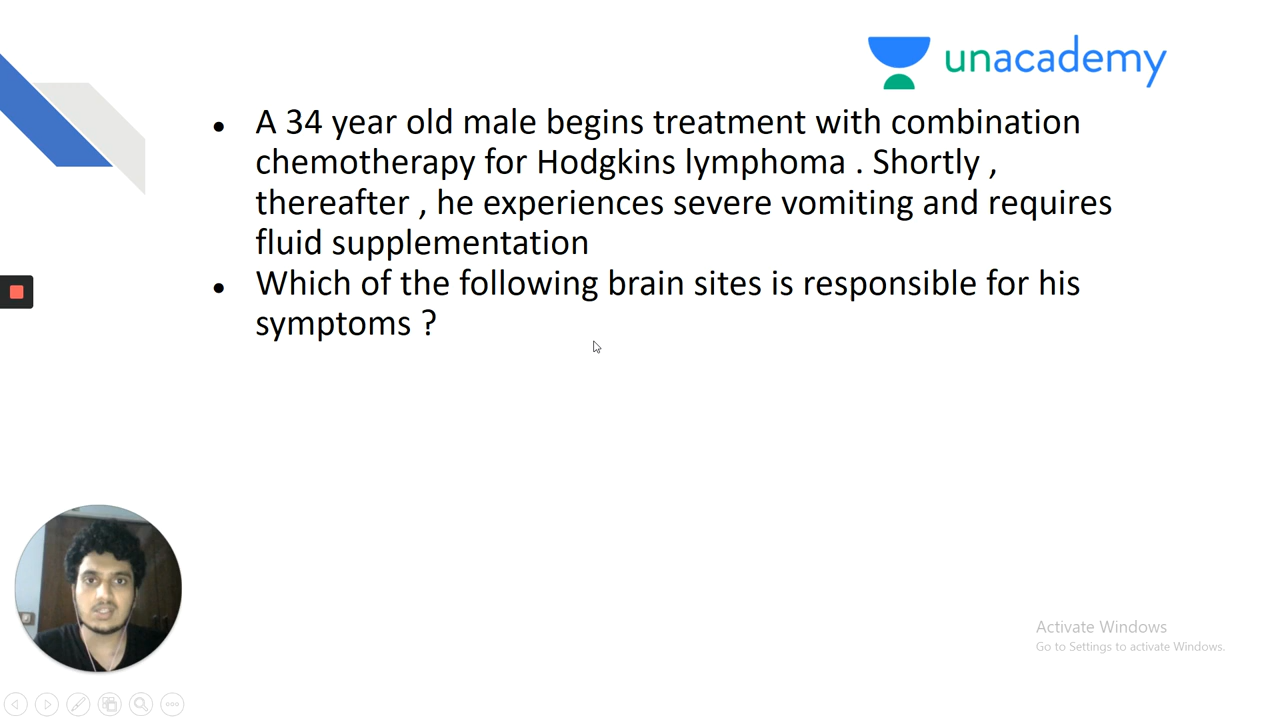 unacademy
A 34 year old male begins treatment with combination
chemotherapy for Hodgkins lymphoma . Shortly ,
thereafter , he experiences severe vomiting and requires
fluid supplementation
Which of the following brain sites is responsible for his
symptoms ?
Activate Windows
Go to Settings to activate Windows.